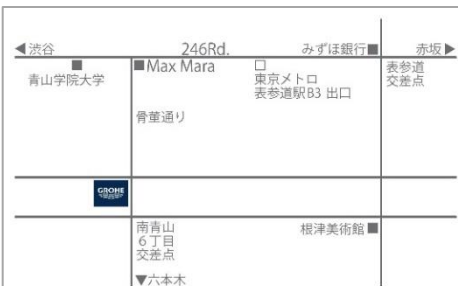 ◀渋谷 246Rd. みずほ銀行■ 赤坂▶
■
青山学院大学
■Max Mara
□
東京メトロ
表参道駅B3 出口
表参道
交差点
骨董通り
GROHE
南青山
6丁目
交差点
根津美術館■
▼六本木